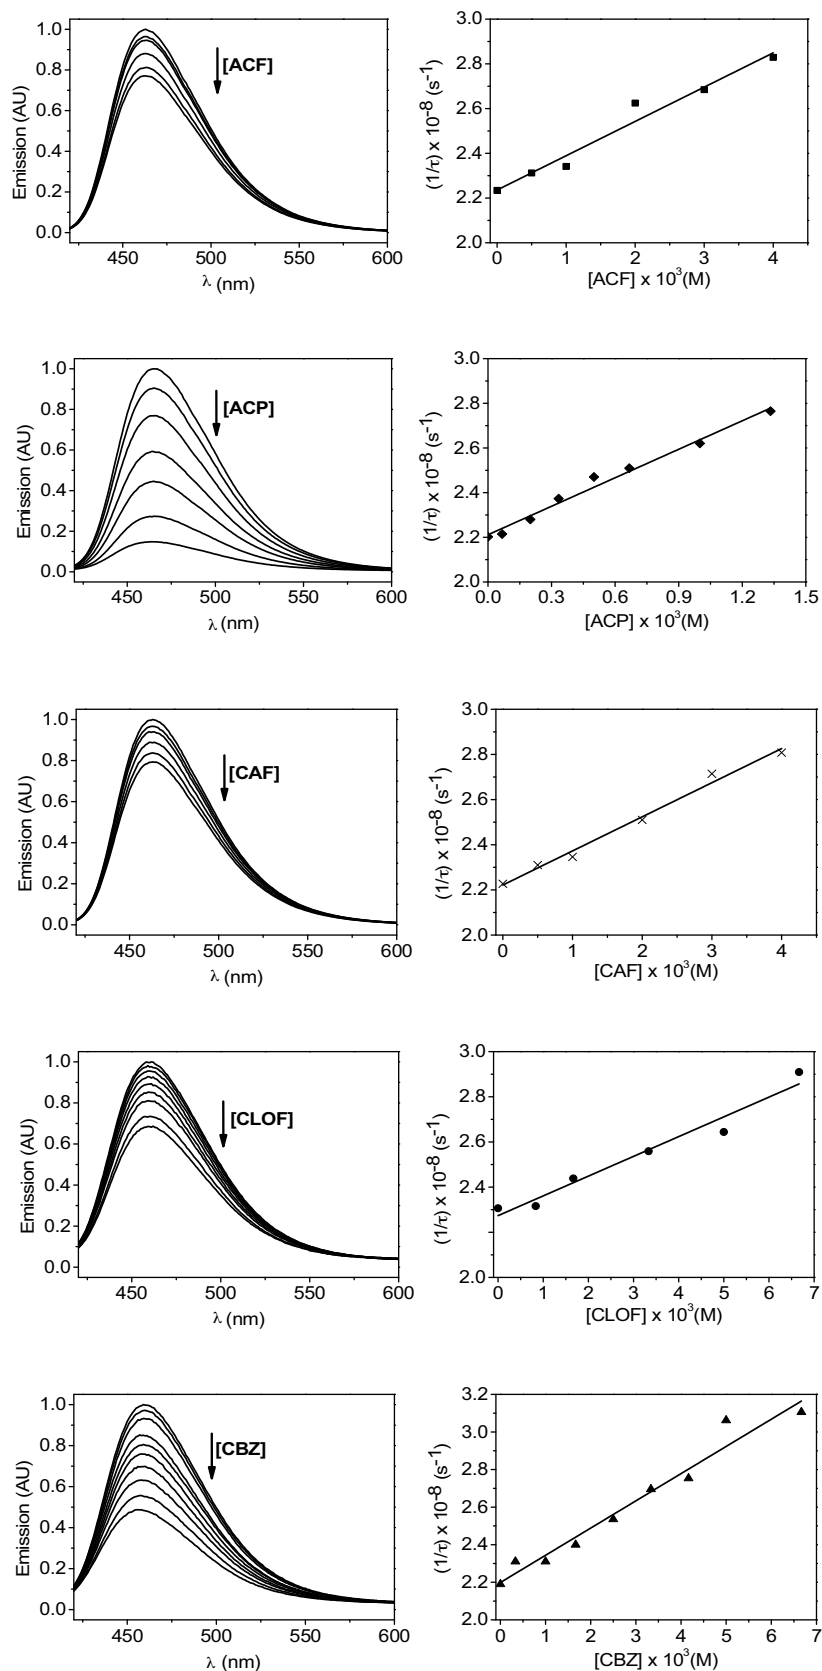 1.0
0.8
0.6
0.4
0.2
0.0
Emission (AU)
[ACF]
450 500 550 600
λ (nm)
3.0
2.8
2.6
2.4
2.2
2.0
(1/τ) x 10⁻⁸ (s⁻¹)
0 1 2 3 4
[ACF] x 10³(M)
1.0
0.8
0.6
0.4
0.2
0.0
Emission (AU)
[ACP]
450 500 550 600
λ (nm)
3.0
2.8
2.6
2.4
2.2
2.0
(1/τ) x 10⁻⁸ (s⁻¹)
0.0 0.3 0.6 0.9 1.2 1.5
[ACP] x 10³(M)
1.0
0.8
0.6
0.4
0.2
0.0
Emission (AU)
[CAF]
450 500 550 600
λ (nm)
3.0
2.8
2.6
2.4
2.2
2.0
(1/τ) x 10⁻⁸ (s⁻¹)
0 1 2 3 4
[CAF] x 10³(M)
1.0
0.8
0.6
0.4
0.2
0.0
Emission (AU)
[CLOF]
450 500 550 600
λ (nm)
3.0
2.8
2.6
2.4
2.2
2.0
(1/τ) x 10⁻⁸ (s⁻¹)
0 1 2 3 4 5 6 7
[CLOF] x 10³(M)
1.0
0.8
0.6
0.4
0.2
0.0
Emission (AU)
[CBZ]
450 500 550 600
λ (nm)
3.2
3.0
2.8
2.6
2.4
2.2
2.0
(1/τ) x 10⁻⁸ (s⁻¹)
0 1 2 3 4 5 6 7
[CBZ] x 10³(M)